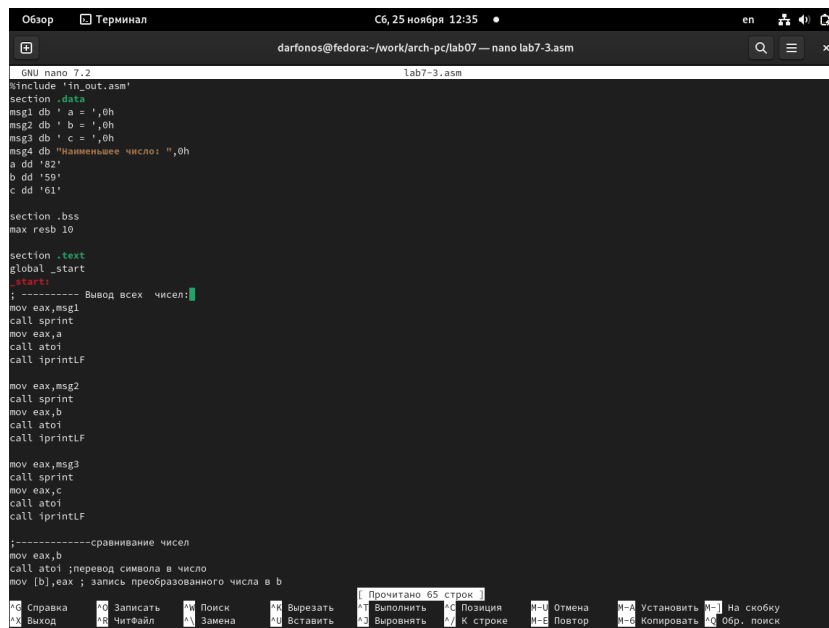 Обзор Терминал Сб, 25 ноября 12:35 en
darfonos@fedora:~/work/arch-pc/lab07 — nano lab7-3.asm
GNU nano 7.2 lab7-3.asm
%include 'in_out.asm'
section .data
msg1 db ' a = ',0h
msg2 db ' b = ',0h
msg3 db ' c = ',0h
msg4 db "Наименьшее число: ",0h
a dd '82'
b dd '59'
c dd '61'
section .bss
max resb 10
section .text
global _start
_start:
; ---------- Вывод всех  чисел:
mov eax,msg1
call sprint
mov eax,a
call atoi
call iprintLF
mov eax,msg2
call sprint
mov eax,b
call atoi
call iprintLF
mov eax,msg3
call sprint
mov eax,c
call atoi
call iprintLF
;-------------сравнивание чисел
mov eax,b
call atoi ;перевод символа в число
mov [b],eax ; запись преобразованного числа в b
[ Прочитано 65 строк ]
^G Справка ^O Записать ^W Поиск ^K Вырезать ^T Выполнить ^C Позиция M-U Отмена M-A Установить M-] На скобку
^X Выход ^R ЧитФайл ^\ Замена ^U Вставить ^J Выровнять ^/ К строке M-E Повтор M-6 Копировать ^Q Обр. поиск